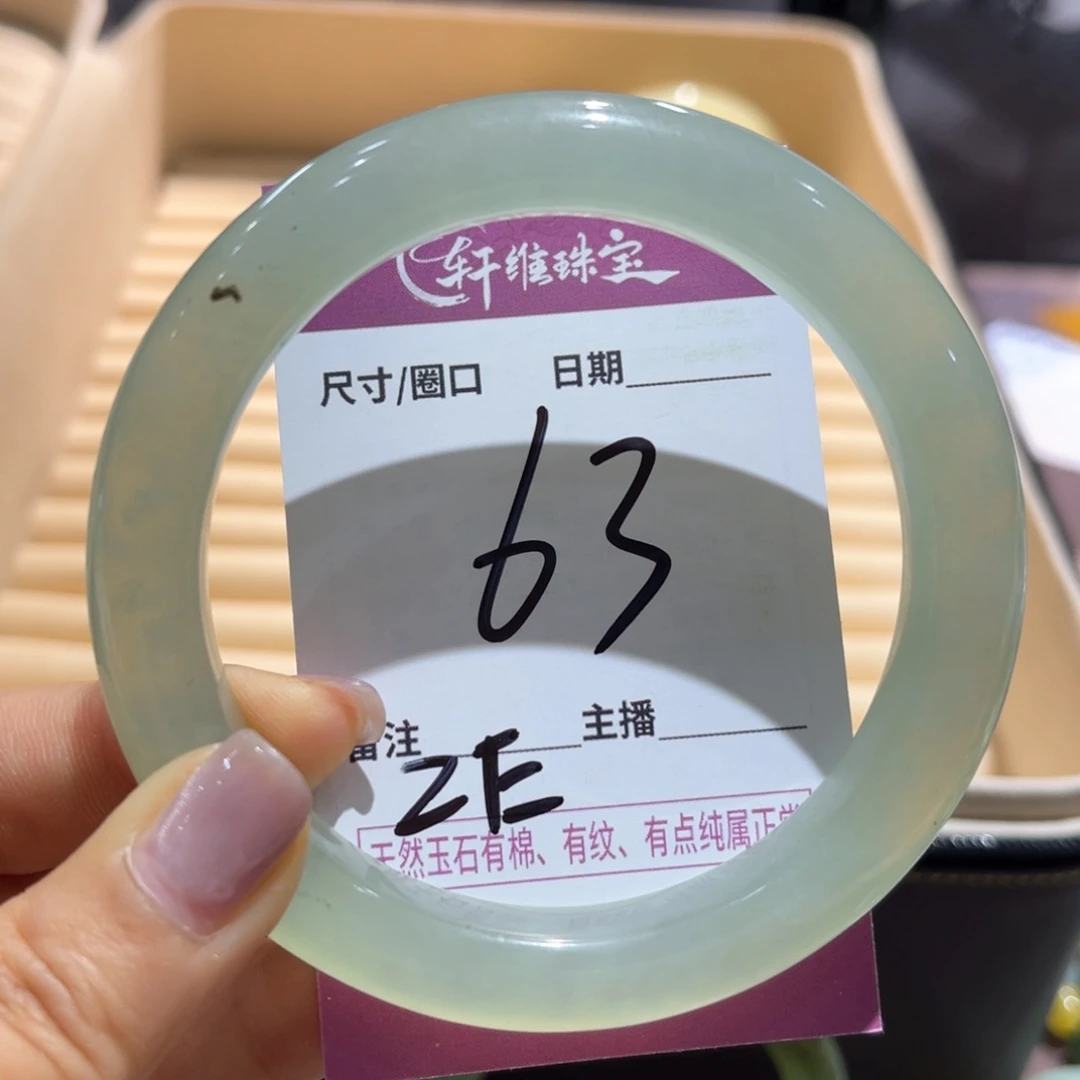 轩维珠宝
尺寸/圈口 日期
63
备注 主播
ZE
天然玉石有棉、有纹、有点纯属正常